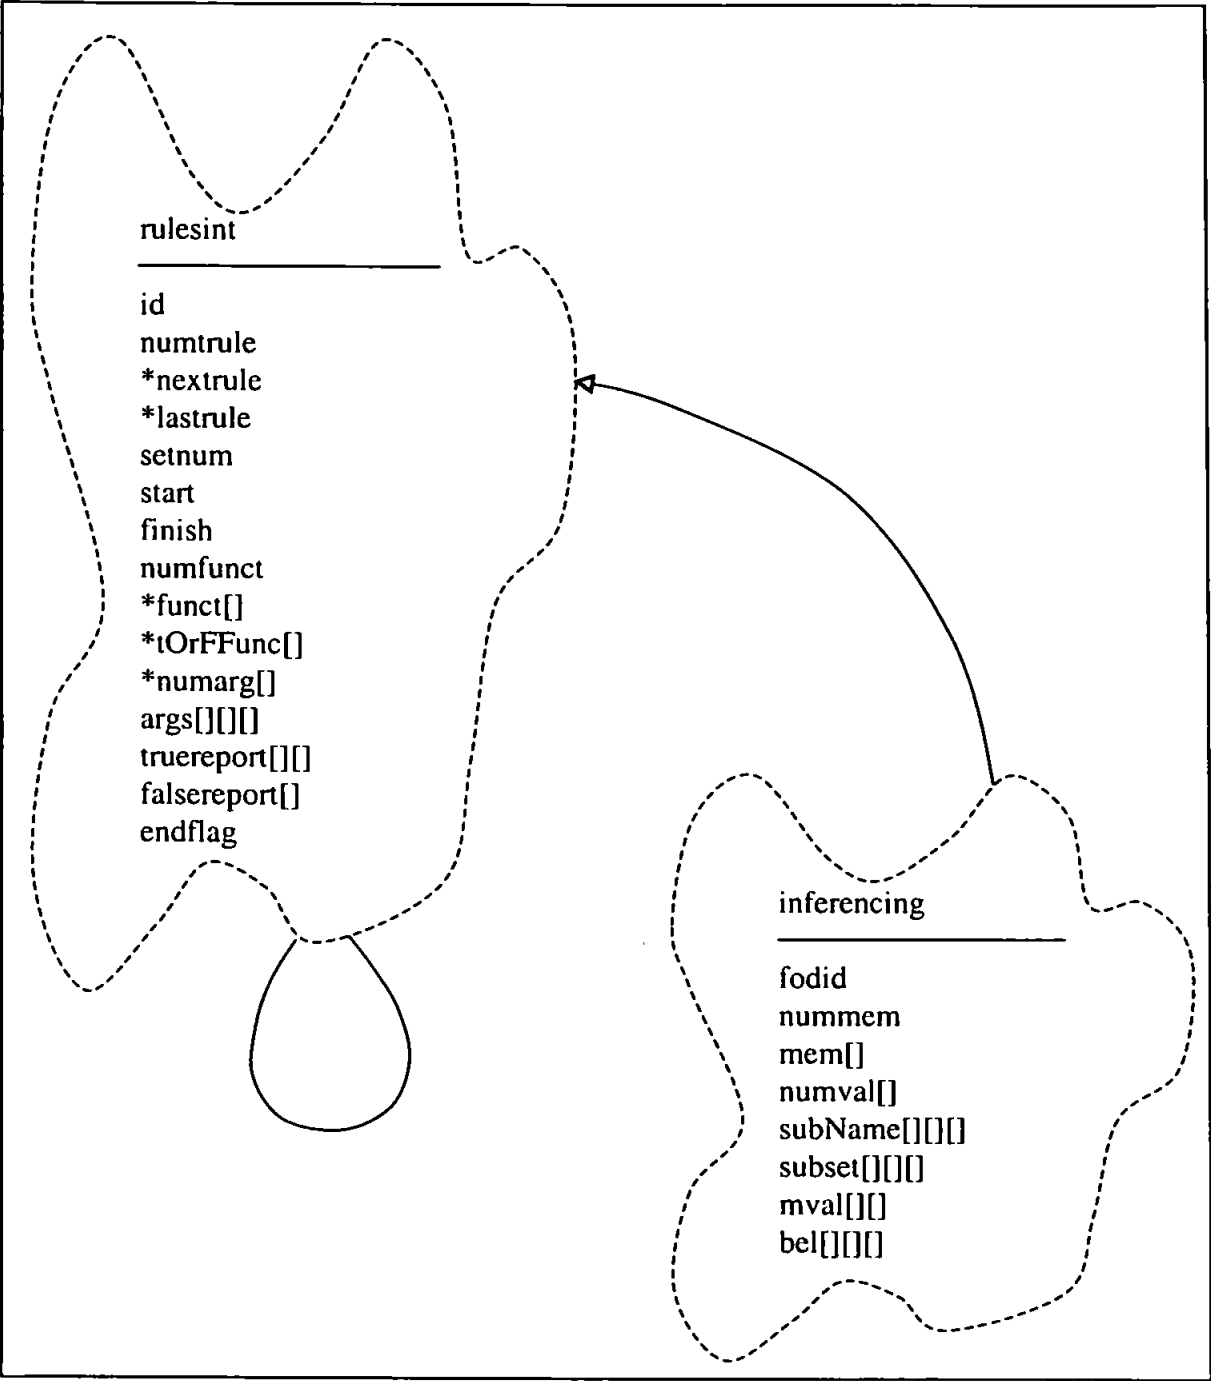 rulesint
id
numtrule
*nextrule
*lastrule
setnum
start
finish
numfunct
*funct[]
*tOrFFunc[]
*numarg[]
args[][][]
truereport[][]
falsereport[]
endflag
inferencing
fodid
nummem
mem[]
numval[]
subName[][][]
subset[][][]
mval[][]
bel[][][]